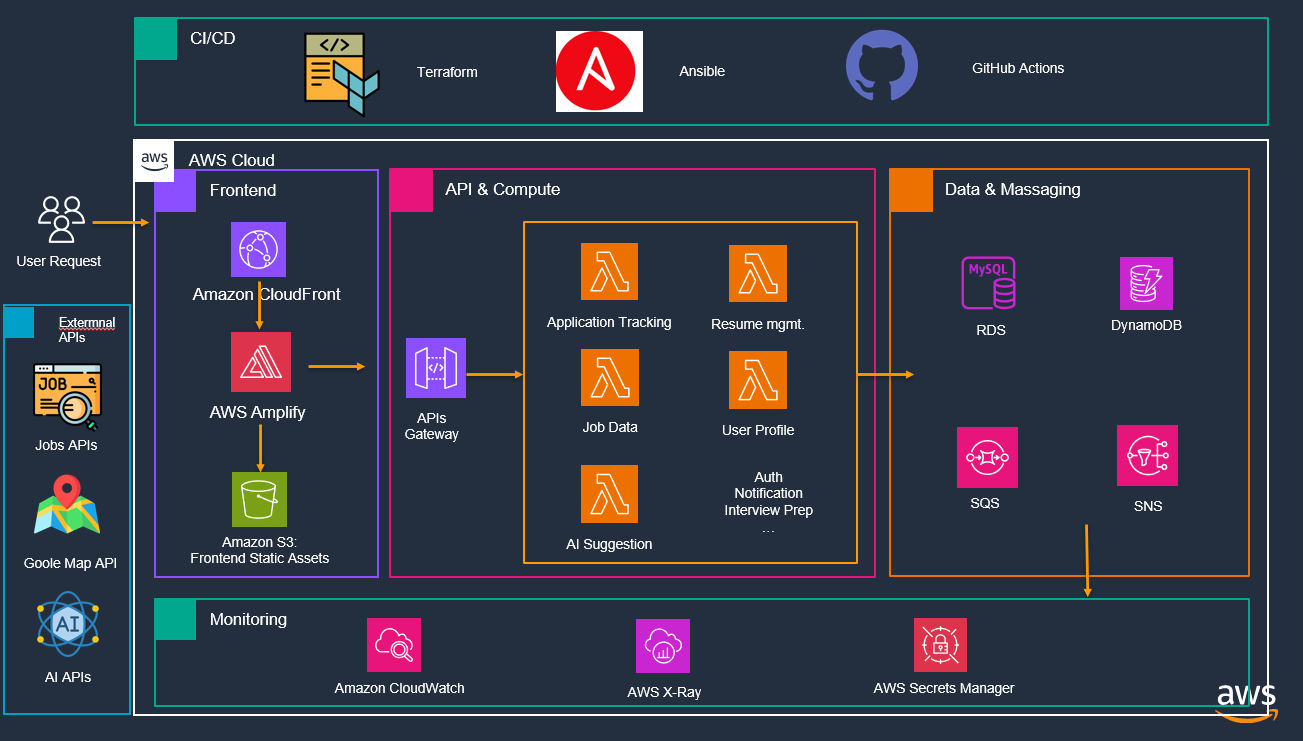 CI/CD
</>
Terraform
Ansible
GitHub Actions
aws
AWS Cloud
User Request
Extermnal
APIs
JOB
Jobs APIs
Goole Map API
AI
AI APIs
Frontend
Amazon CloudFront
AWS Amplify
Amazon S3:
Frontend Static Assets
API & Compute
</>
APIs
Gateway
Application Tracking
Resume mgmt.
Job Data
User Profile
AI Suggestion
Auth
Notification
Interview Prep
...
Data & Massaging
MySQL
RDS
DynamoDB
SQS
SNS
Monitoring
Amazon CloudWatch
AWS X-Ray
AWS Secrets Manager
aws